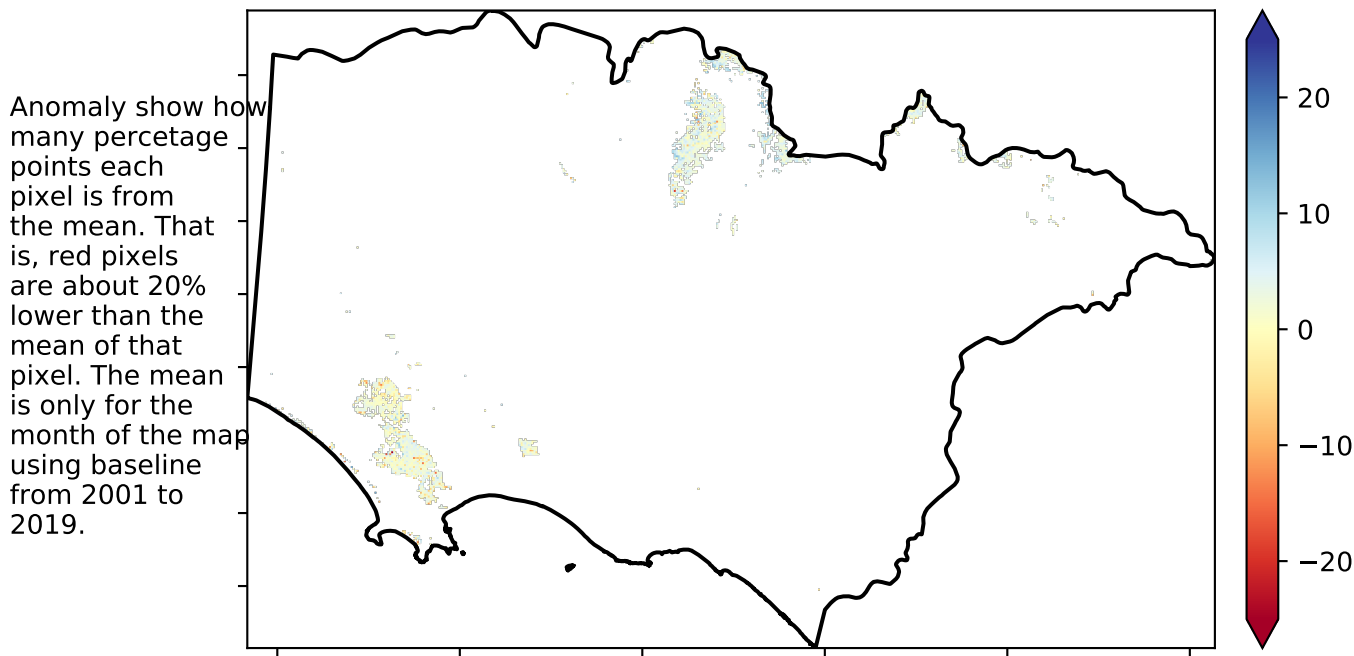 Anomaly show how
many percetage
points each
pixel is from
the mean. That
is, red pixels
are about 20%
lower than the
mean of that
pixel. The mean
is only for the
month of the map
using baseline
from 2001 to
2019.
20
10
0
−10
−20